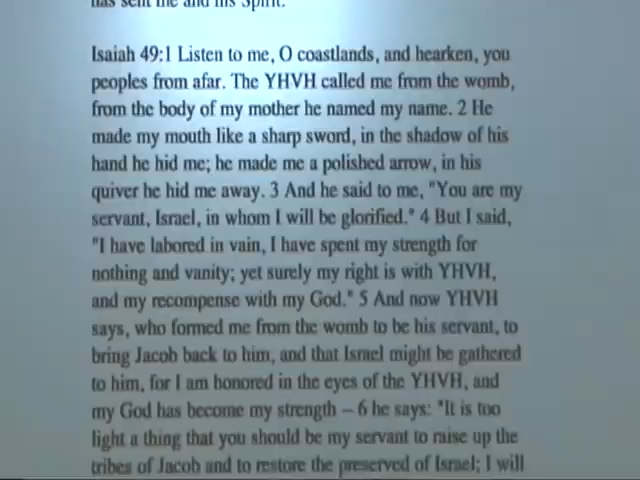 has sent me and his Spirit.
Isaiah 49:1 Listen to me, O coastlands, and hearken, you
peoples from afar. The YHVH called me from the womb,
from the body of my mother he named my name. 2 He
made my mouth like a sharp sword, in the shadow of his
hand he hid me; he made me a polished arrow, in his
quiver he hid me away. 3 And he said to me, "You are my
servant, Israel, in whom I will be glorified." 4 But I said,
"I have labored in vain, I have spent my strength for
nothing and vanity; yet surely my right is with YHVH,
and my recompense with my God." 5 And now YHVH
says, who formed me from the womb to be his servant, to
bring Jacob back to him, and that Israel might be gathered
to him, for I am honored in the eyes of the YHVH, and
my God has become my strength – 6 he says: "It is too
light a thing that you should be my servant to raise up the
tribes of Jacob and to restore the preserved of Israel; I will